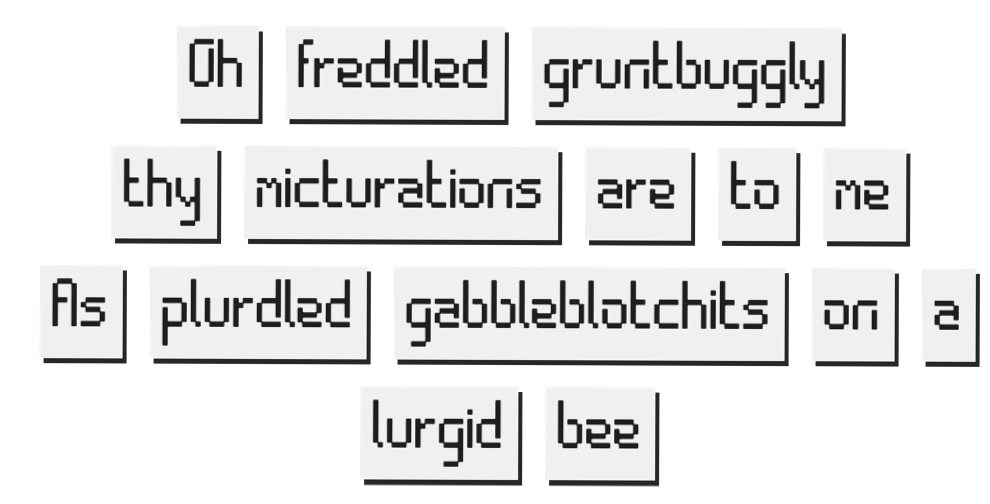 Oh freddled gruntbuggly
thy micturations are to me
As plurdled gabbleblotchits on a
lurgid bee